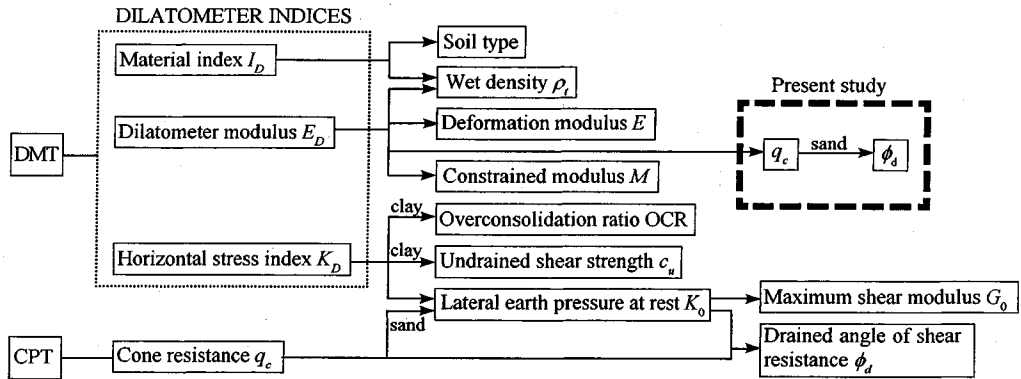 DILATOMETER INDICES
Material index I_D
Soil type
Wet density ρ_t
Present study
DMT
Dilatometer modulus E_D
Deformation modulus E
q_c
sand
ϕ_d
Constrained modulus M
clay
Overconsolidation ratio OCR
Horizontal stress index K_D
clay
Undrained shear strength c_u
Lateral earth pressure at rest K_0
Maximum shear modulus G_0
sand
CPT
Cone resistance q_c
Drained angle of shear
resistance ϕ_d